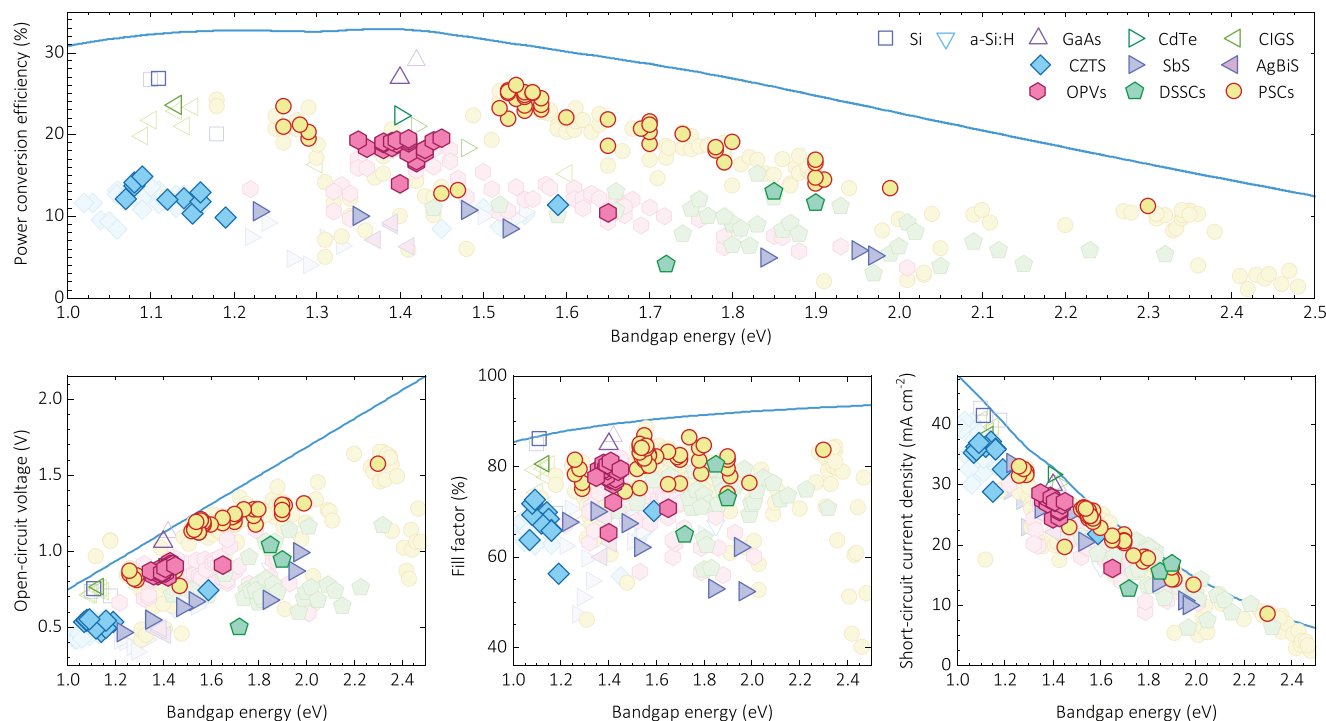 Power conversion efficiency (%)
30
20
10
0
Si
a-Si:H
GaAs
CdTe
CIGS
CZTS
SbS
AgBiS
OPVs
DSSCs
PSCs
1.0 1.1 1.2 1.3 1.4 1.5 1.6 1.7 1.8 1.9 2.0 2.1 2.2 2.3 2.4 2.5
Bandgap energy (eV)
Open-circuit voltage (V)
2.0
1.5
1.0
0.5
1.0 1.2 1.4 1.6 1.8 2.0 2.2 2.4
Bandgap energy (eV)
Fill factor (%)
100
80
60
40
1.0 1.2 1.4 1.6 1.8 2.0 2.2 2.4
Bandgap energy (eV)
Short-circuit current density (mA cm⁻²)
40
30
20
10
0
1.0 1.2 1.4 1.6 1.8 2.0 2.2 2.4
Bandgap energy (eV)